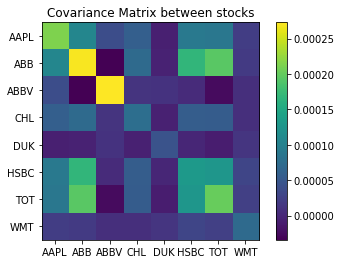 Covariance Matrix between stocks
AAPL
ABB
ABBV
CHL
DUK
HSBC
TOT
WMT
AAPL ABB ABBV CHL DUK HSBC TOT WMT
0.00025
0.00020
0.00015
0.00010
0.00005
0.00000